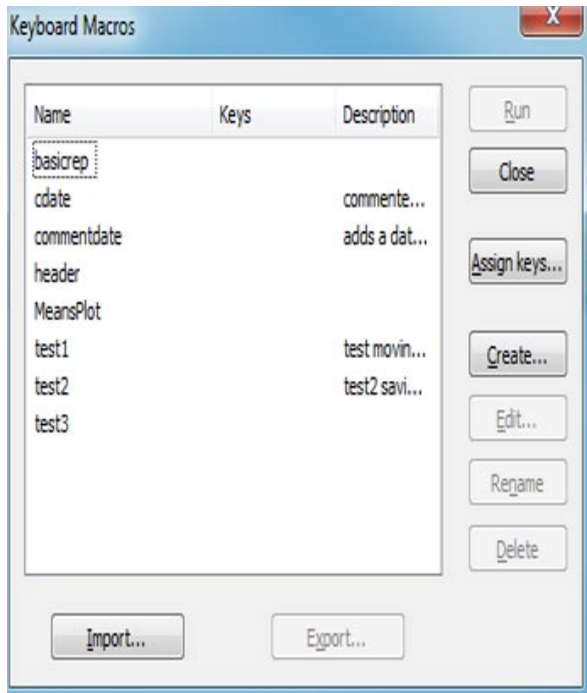 Keyboard Macros
X
Name Keys Description
basicrep
cdate commente...
commentdate adds a dat...
header
MeansPlot
test1 test movin...
test2 test2 savi...
test3
Run
Close
Assign keys...
Create...
Edit...
Rename
Delete
Import... Export...